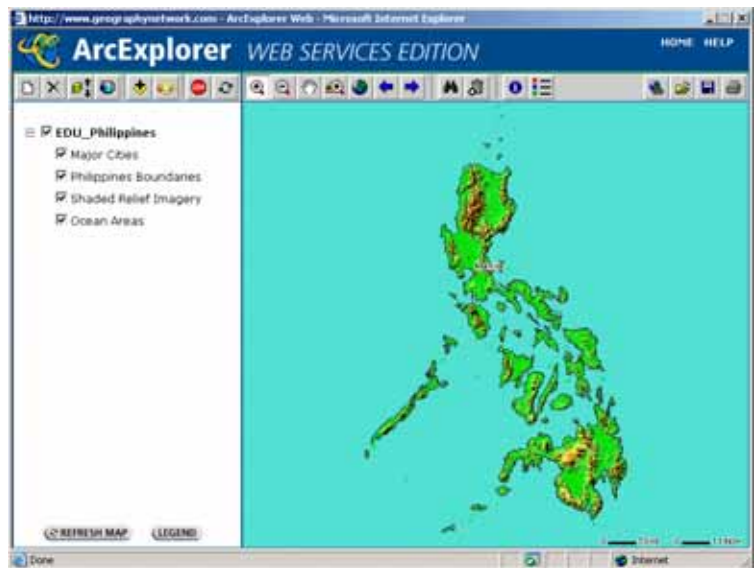 http://www.geographynetwork.com - ArcExplorer Web - Microsoft Internet Explorer
ArcExplorer WEB SERVICES EDITION
HOME HELP
EDU_Philippines
Major Cities
Philippines Boundaries
Shaded Relief Imagery
Ocean Areas
REFRESH MAP LEGEND
Done Internet